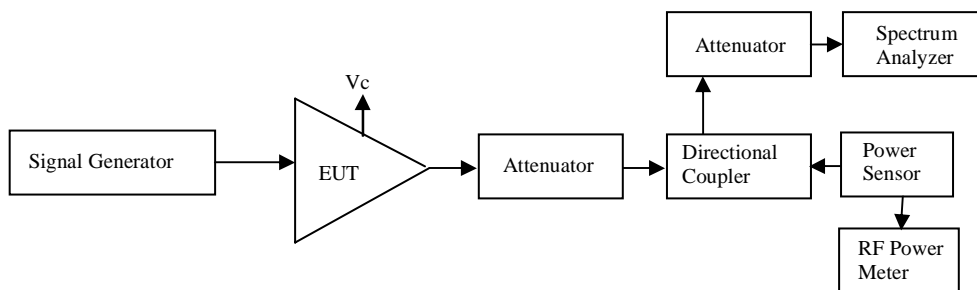 Attenuator
Spectrum
Analyzer
Vc
Signal Generator
EUT
Attenuator
Directional
Coupler
Power
Sensor
RF Power
Meter